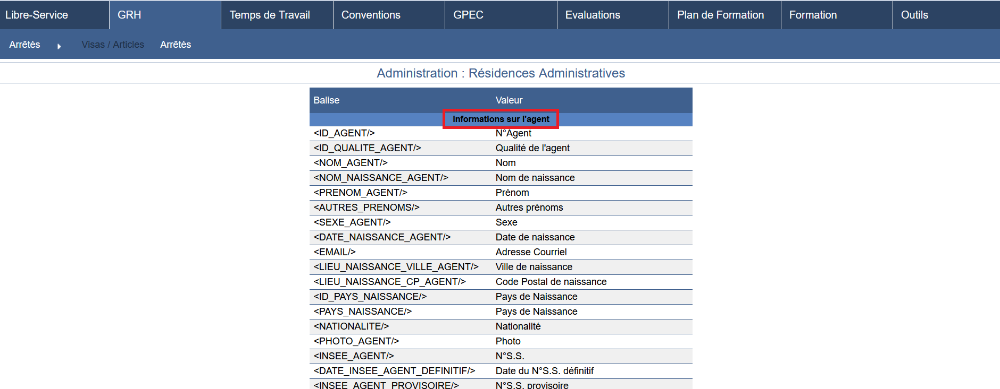 Libre-Service GRH Temps de Travail Conventions GPEC Evaluations Plan de Formation Formation Outils
Arrêtés Visas / Articles Arrêtés
Administration : Résidences Administratives
Balise Valeur
Informations sur l'agent
<ID_AGENT/> N°Agent
<ID_QUALITE_AGENT/> Qualité de l'agent
<NOM_AGENT/> Nom
<NOM_NAISSANCE_AGENT/> Nom de naissance
<PRENOM_AGENT/> Prénom
<AUTRES_PRENOMS/> Autres prénoms
<SEXE_AGENT/> Sexe
<DATE_NAISSANCE_AGENT/> Date de naissance
<EMAIL/> Adresse Courriel
<LIEU_NAISSANCE_VILLE_AGENT/> Ville de naissance
<LIEU_NAISSANCE_CP_AGENT/> Code Postal de naissance
<ID_PAYS_NAISSANCE/> Pays de Naissance
<PAYS_NAISSANCE/> Pays de Naissance
<NATIONALITE/> Nationalité
<PHOTO_AGENT/> Photo
<INSEE_AGENT/> N°S.S.
<DATE_INSEE_AGENT_DEFINITIF/> Date du N°S.S. définitif
<INSEE_AGENT_PROVISOIRE/> N°S.S. provisoire